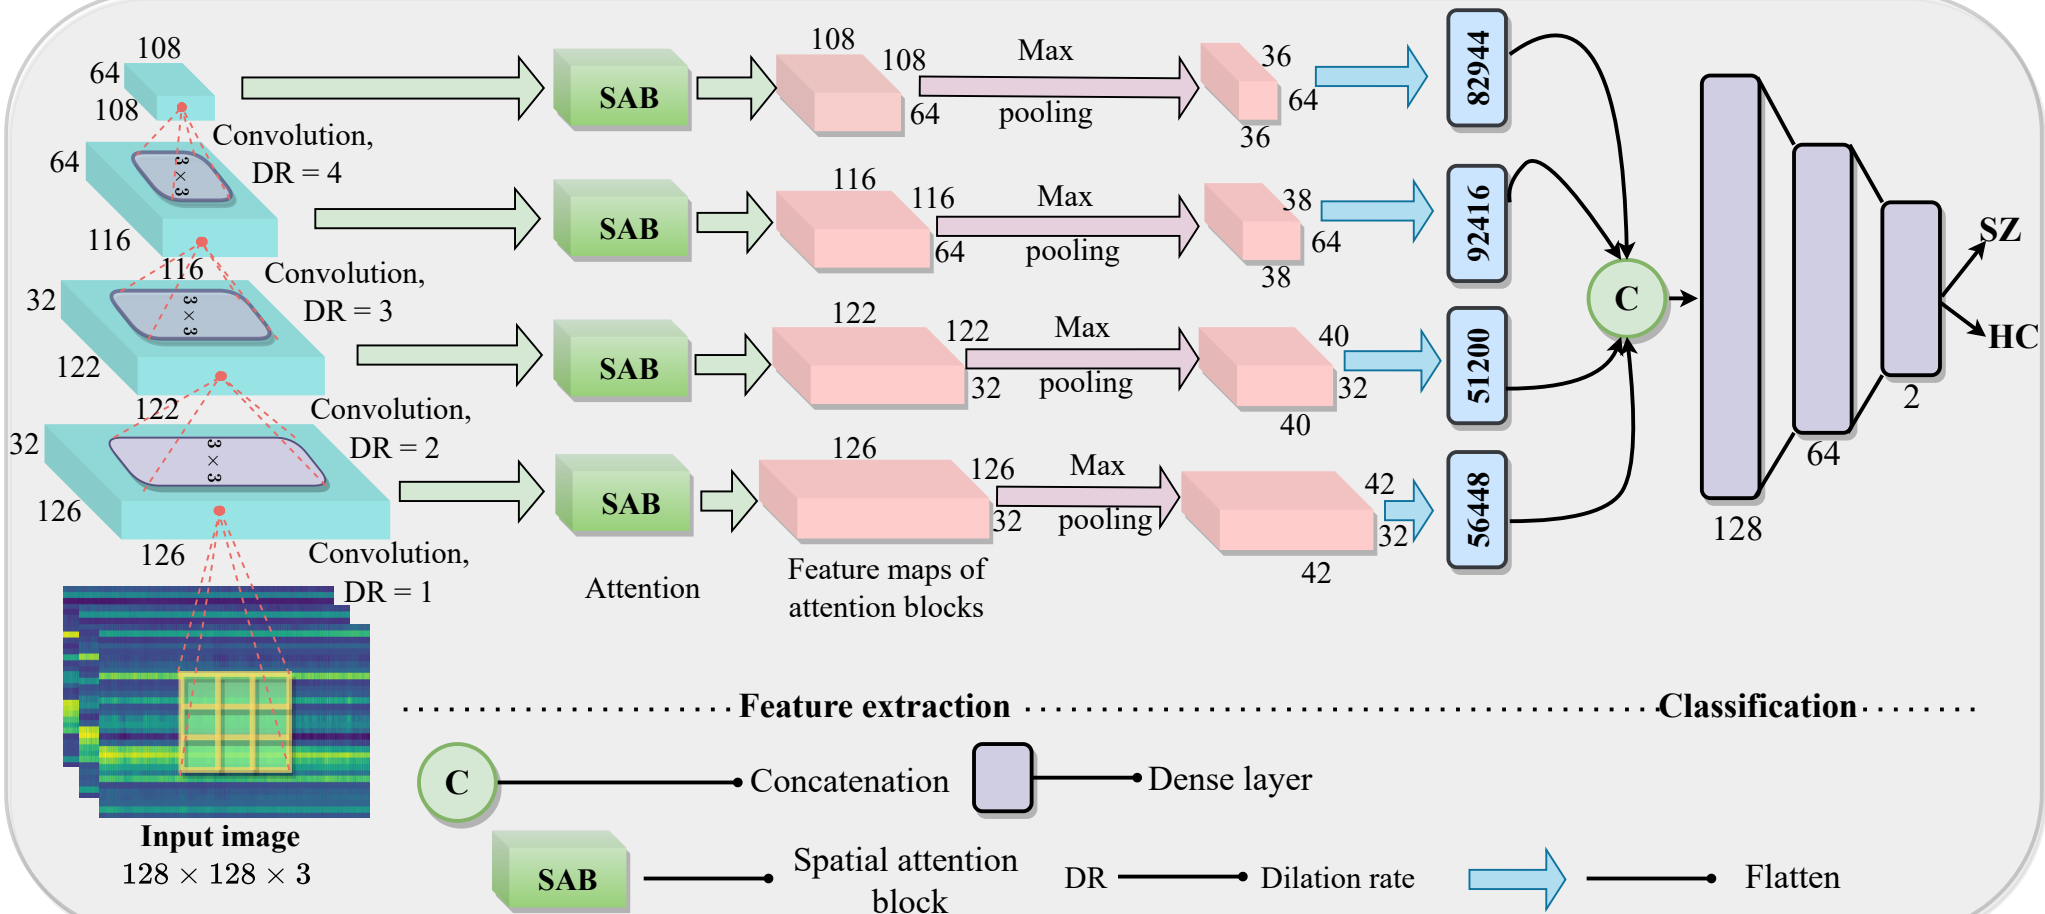 108
64
108
Convolution,
DR = 4
SAB
108
108
64
Max
pooling
36
64
36
82944
64
3 × 3
116
116
Convolution,
DR = 3
SAB
116
116
64
Max
pooling
38
64
38
92416
32
3 × 3
122
122
Convolution,
DR = 2
SAB
122
122
32
Max
pooling
40
32
40
51200
32
3 × 3
126
126
Convolution,
DR = 1
SAB
126
126
32
Max
pooling
42
32
42
56448
C
128
64
2
SZ
HC
Attention
Feature maps of
attention blocks
Input image
128 × 128 × 3
Feature extraction
Classification
C
Concatenation
Dense layer
SAB
Spatial attention
block
DR
Dilation rate
Flatten